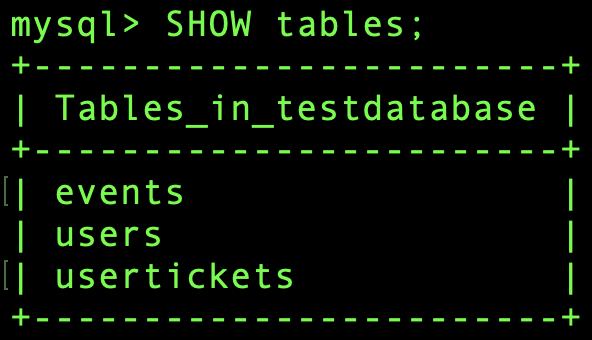 mysql> SHOW tables;
+-------------------------+
| Tables_in_testdatabase |
+-------------------------+
| events                  |
| users                   |
| usertickets             |
+-------------------------+